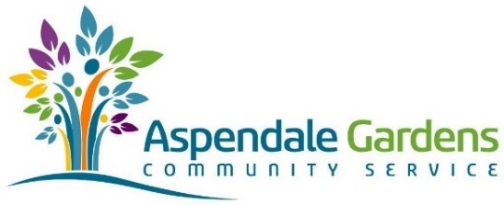 Aspendale Gardens
COMMUNITY SERVICE